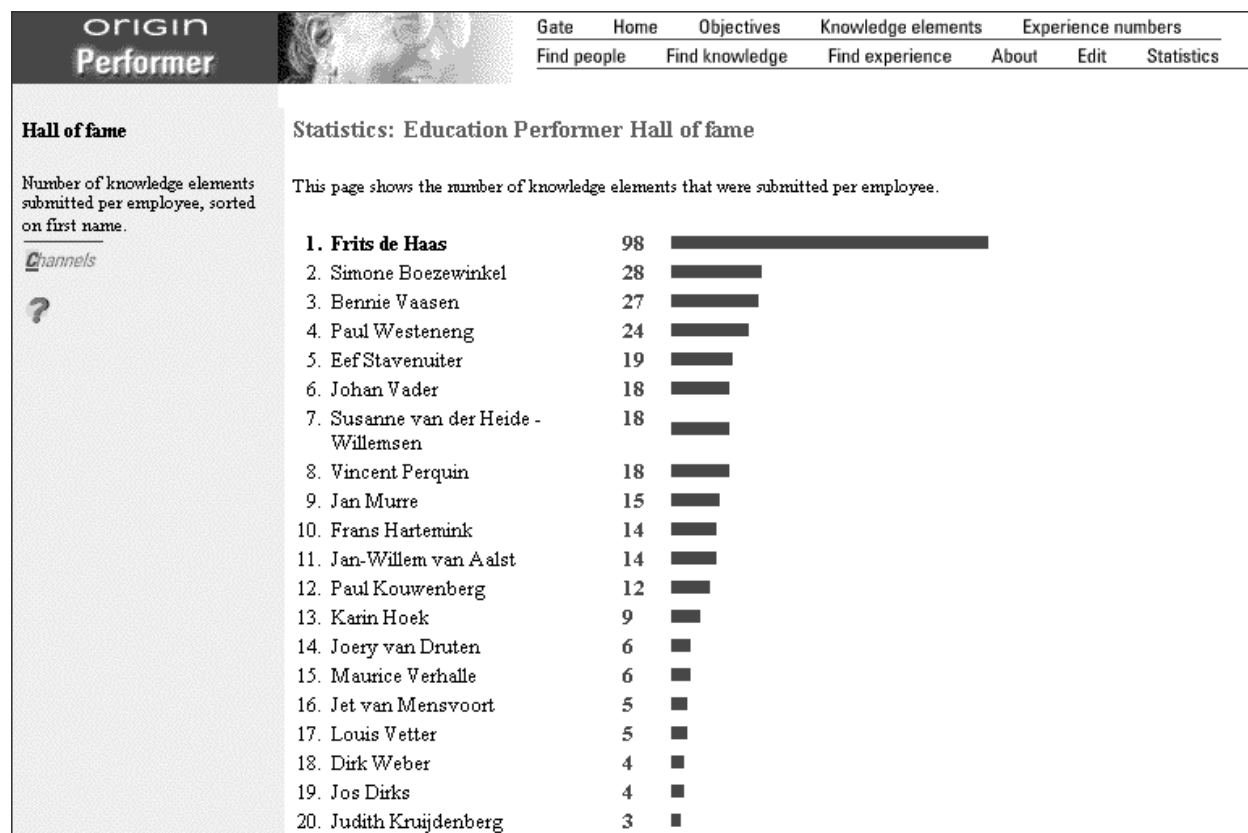 ORIGIN
Performer
Gate Home Objectives Knowledge elements Experience numbers
Find people Find knowledge Find experience About Edit Statistics
Hall of fame
Number of knowledge elements
submitted per employee, sorted
on first name.
Channels
?
Statistics: Education Performer Hall of fame
This page shows the number of knowledge elements that were submitted per employee.
1. Frits de Haas 98
2. Simone Boezewinkel 28
3. Bennie Vaasen 27
4. Paul Westeneng 24
5. Eef Stavenuiter 19
6. Johan Vader 18
7. Susanne van der Heide - 18
Willemsen
8. Vincent Perquin 18
9. Jan Murre 15
10. Frans Hartemink 14
11. Jan-Willem van Aalst 14
12. Paul Kouwenberg 12
13. Karin Hoek 9
14. Joery van Druten 6
15. Maurice Verhalle 6
16. Jet van Mensvoort 5
17. Louis Vetter 5
18. Dirk Weber 4
19. Jos Dirks 4
20. Judith Kruijdenberg 3